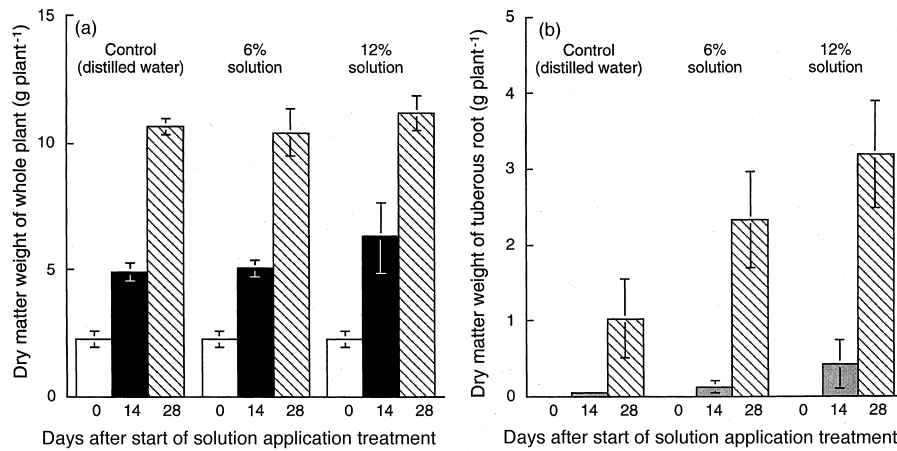 (a)
Control
(distilled water)
6%
solution
12%
solution
Dry matter weight of whole plant (g plant⁻¹)
15
10
5
0
0 14 28 0 14 28 0 14 28
Days after start of solution application treatment
(b)
Control
(distilled water)
6%
solution
12%
solution
Dry matter weight of tuberous root (g plant⁻¹)
5
4
3
2
1
0
0 14 28 0 14 28 0 14 28
Days after start of solution application treatment